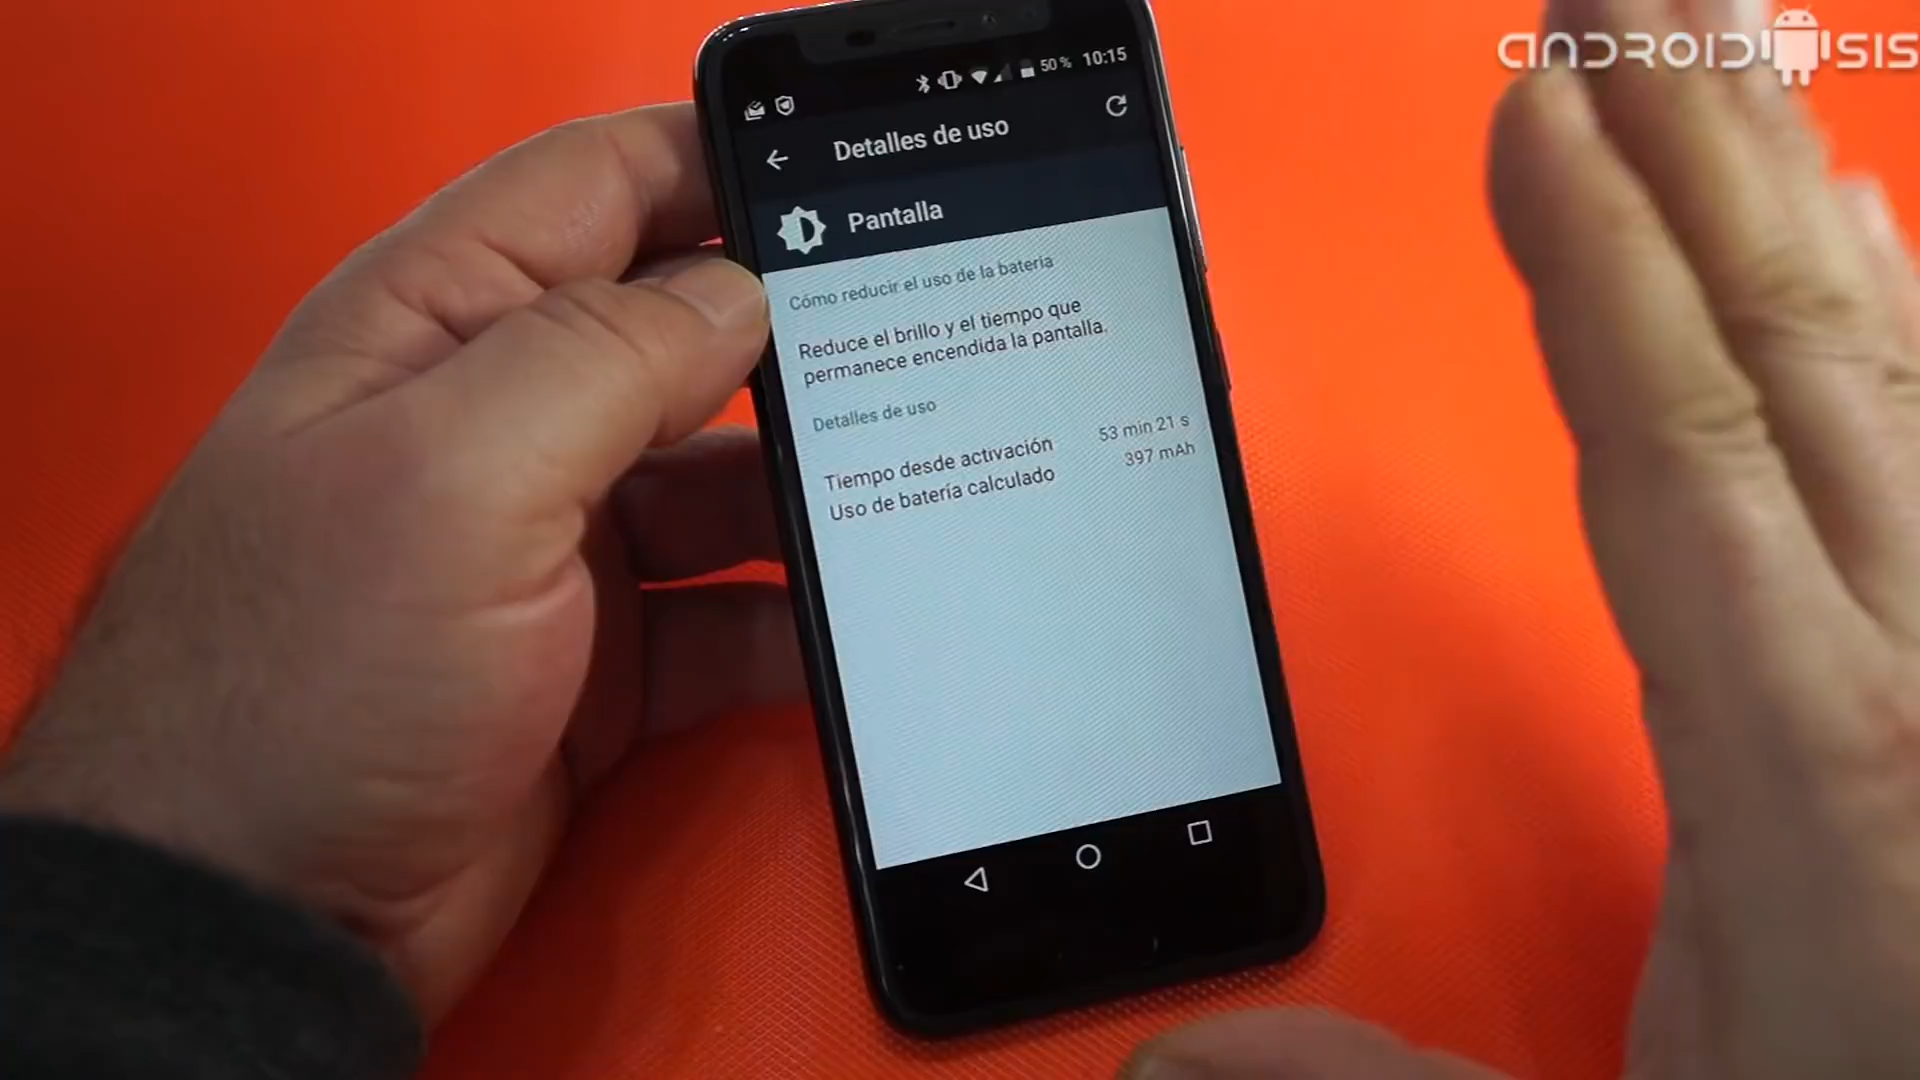 ANDROIDSIS
50 % 10:15
Detalles de uso
Pantalla
Cómo reducir el uso de la batería
Reduce el brillo y el tiempo que
permanece encendida la pantalla.
Detalles de uso
Tiempo desde activación 53 min 21 s
Uso de batería calculado 397 mAh